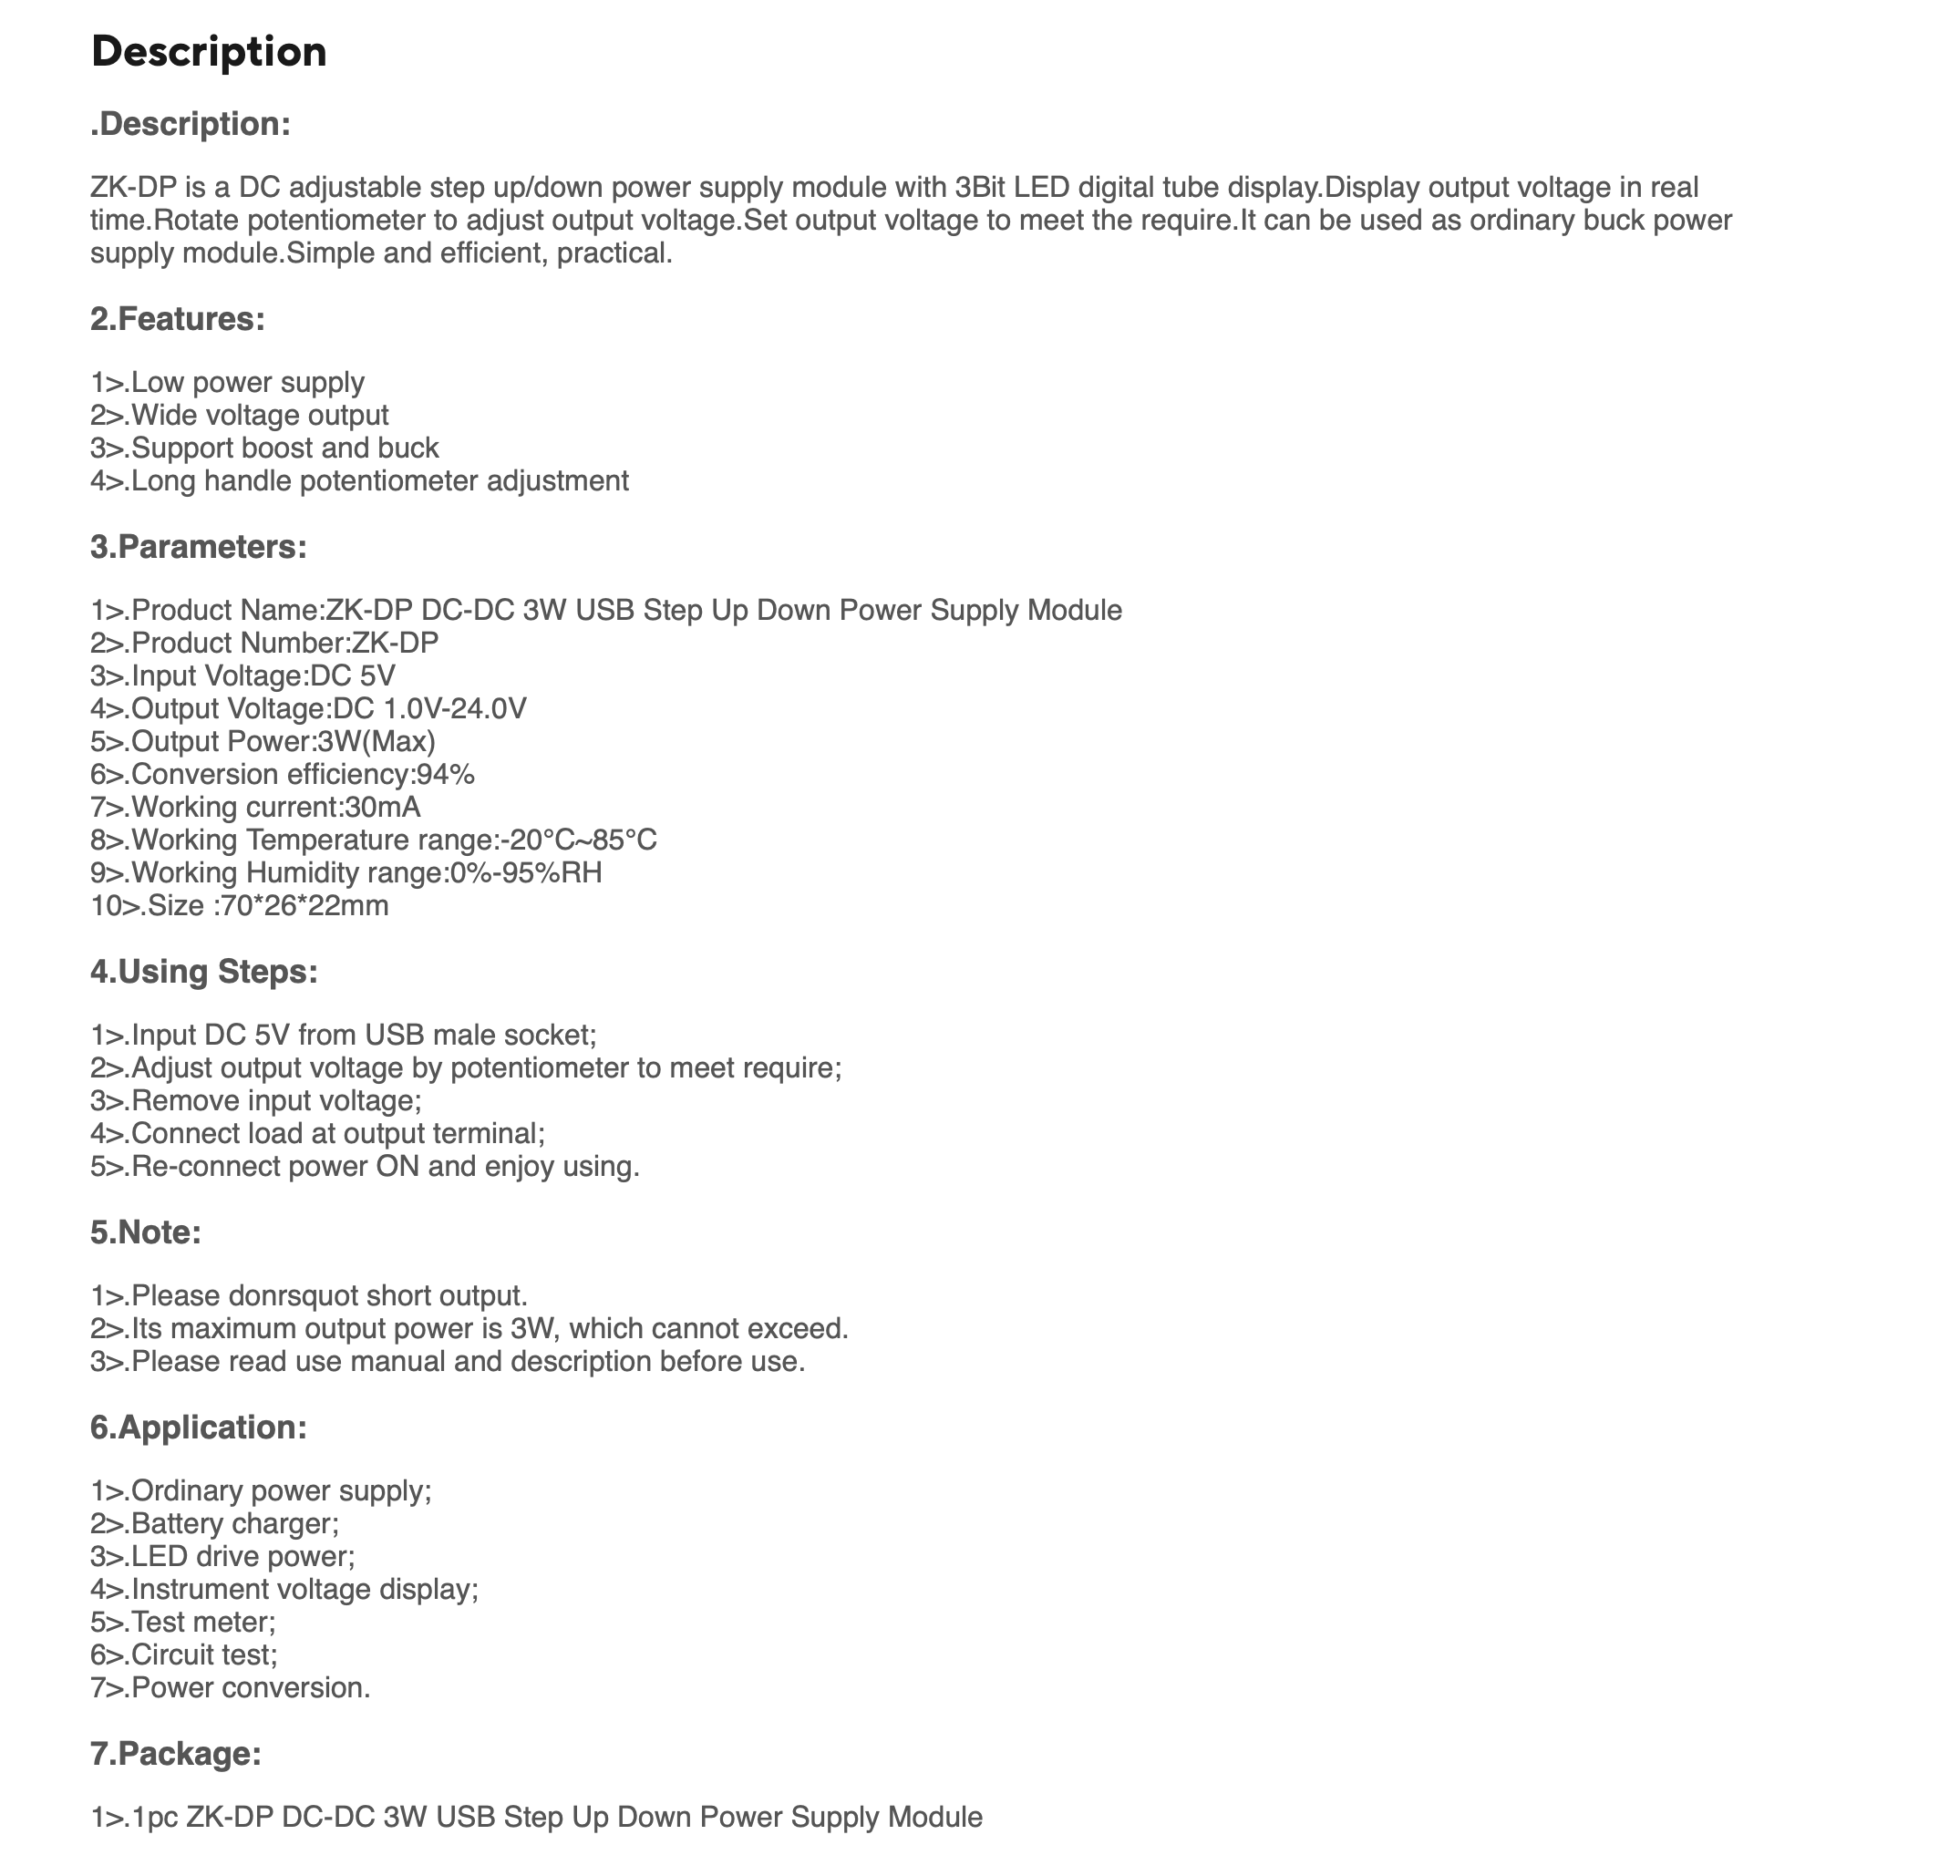 Description
.Description:
ZK-DP is a DC adjustable step up/down power supply module with 3Bit LED digital tube display.Display output voltage in real
time.Rotate potentiometer to adjust output voltage.Set output voltage to meet the require.It can be used as ordinary buck power
supply module.Simple and efficient, practical.
2.Features:
1>.Low power supply
2>.Wide voltage output
3>.Support boost and buck
4>.Long handle potentiometer adjustment
3.Parameters:
1>.Product Name:ZK-DP DC-DC 3W USB Step Up Down Power Supply Module
2>.Product Number:ZK-DP
3>.Input Voltage:DC 5V
4>.Output Voltage:DC 1.0V-24.0V
5>.Output Power:3W(Max)
6>.Conversion efficiency:94%
7>.Working current:30mA
8>.Working Temperature range:-20°C~85°C
9>.Working Humidity range:0%-95%RH
10>.Size :70*26*22mm
4.Using Steps:
1>.Input DC 5V from USB male socket;
2>.Adjust output voltage by potentiometer to meet require;
3>.Remove input voltage;
4>.Connect load at output terminal;
5>.Re-connect power ON and enjoy using.
5.Note:
1>.Please donrsquot short output.
2>.Its maximum output power is 3W, which cannot exceed.
3>.Please read use manual and description before use.
6.Application:
1>.Ordinary power supply;
2>.Battery charger;
3>.LED drive power;
4>.Instrument voltage display;
5>.Test meter;
6>.Circuit test;
7>.Power conversion.
7.Package:
1>.1pc ZK-DP DC-DC 3W USB Step Up Down Power Supply Module